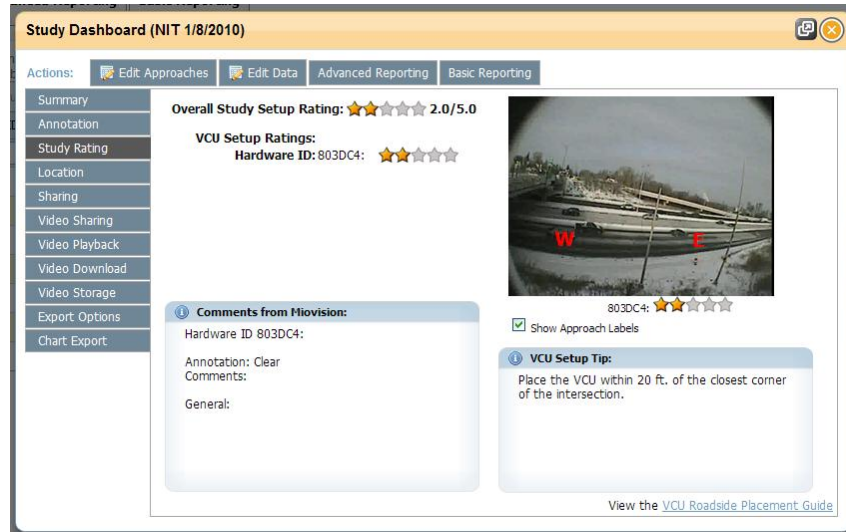 Study Dashboard (NIT 1/8/2010)
Actions:
Edit Approaches
Edit Data
Advanced Reporting
Basic Reporting
Summary
Annotation
Study Rating
Location
Sharing
Video Sharing
Video Playback
Video Download
Video Storage
Export Options
Chart Export
Overall Study Setup Rating: 2.0/5.0
VCU Setup Ratings:
Hardware ID: 803DC4:
W E
803DC4:
Show Approach Labels
Comments from Miovision:
Hardware ID 803DC4:
Annotation: Clear
Comments:
General:
VCU Setup Tip:
Place the VCU within 20 ft. of the closest corner
of the intersection.
View the VCU Roadside Placement Guide